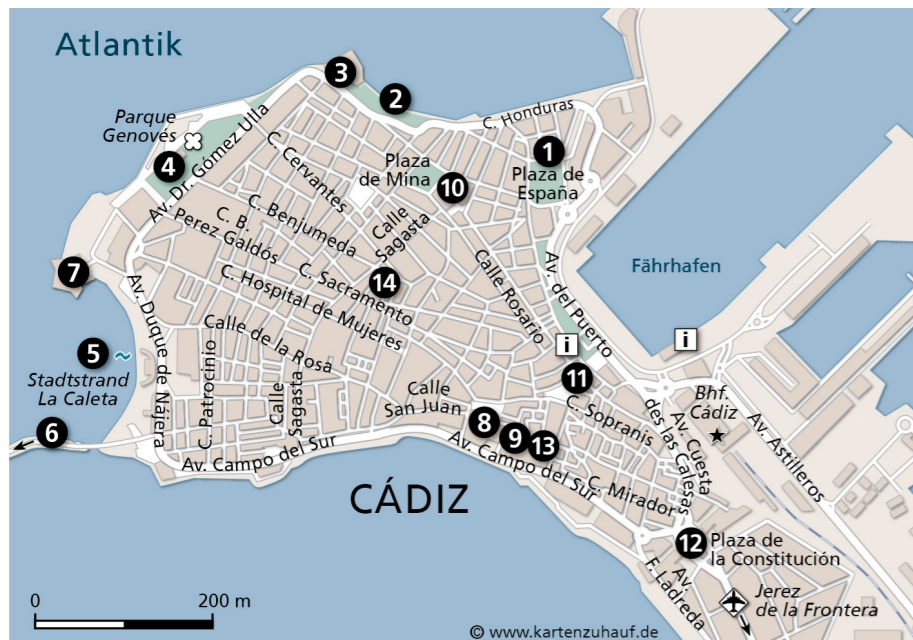 Atlantik
3
2
Parque
Genovés
4
Av. Dr. Gómez Ulla
C. Honduras
1
Plaza de
España
Plaza
de Mina
10
C. Cervantes
C. Benjumeda
Calle
Sagasta
C. B.
Perez Galdós
14
C. Sacramento
C. Hospital de Mujeres
Calle Rosario
Av. del Puerto
Fährhafen
7
Av. Duque de Nájera
5
Stadtstrand
La Caleta
6
Calle de la Rosa
C. Patrocinio
Calle
Sagasta
Calle
San Juan
i
i
11
8
9
13
C. Sopranis
Bhf.
Cádiz
Av. Cuesta
des las Calesas
Av. Astilleros
Av. Campo del Sur
Av. Campo del Sur
C. Mirador
CÁDIZ
12
Plaza de
la Constitución
F. Ladreda
Av.
Jerez
de la Frontera
0
200 m
© www.kartenzuhauf.de